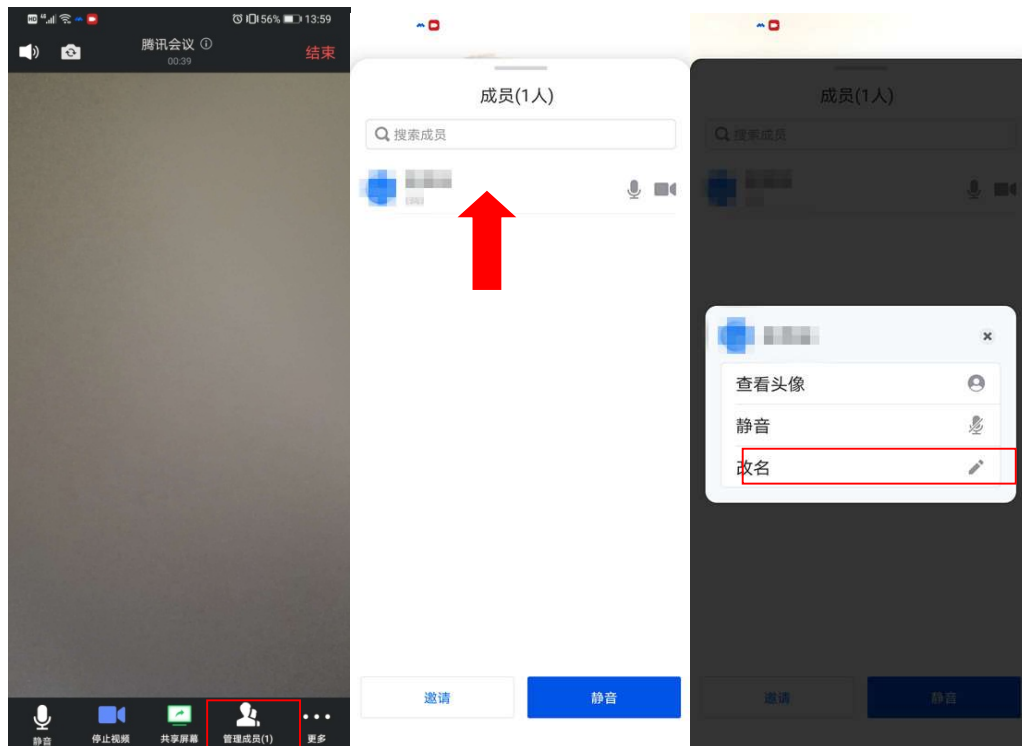 HD 46 56% 13:59
腾讯会议
00:39
结束
静音
停止视频
共享屏幕
管理成员(1)
更多
成员(1人)
搜索成员
邀请
静音
成员(1人)
搜索成员
查看头像
静音
改名
邀请
静音